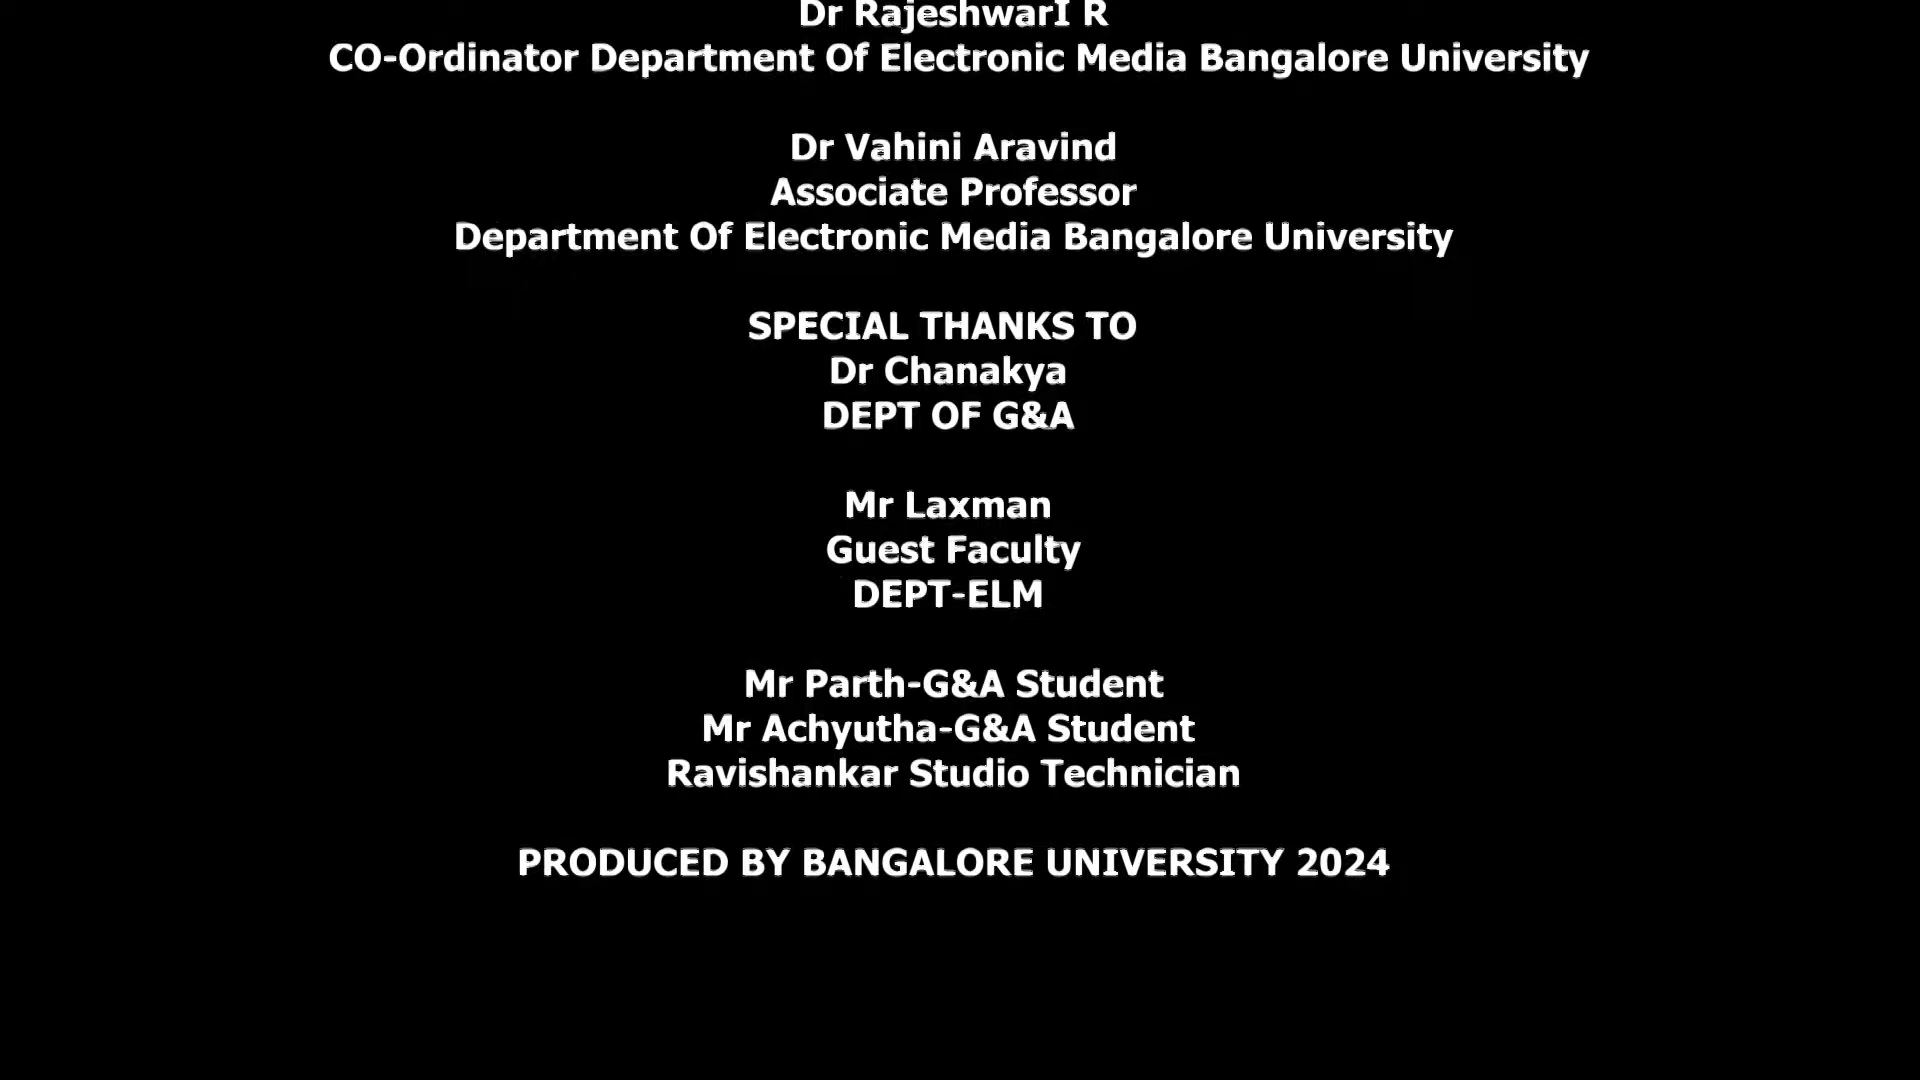 Dr RajeshwarI R
CO-Ordinator Department Of Electronic Media Bangalore University
Dr Vahini Aravind
Associate Professor
Department Of Electronic Media Bangalore University
SPECIAL THANKS TO
Dr Chanakya
DEPT OF G&A
Mr Laxman
Guest Faculty
DEPT-ELM
Mr Parth-G&A Student
Mr Achyutha-G&A Student
Ravishankar Studio Technician
PRODUCED BY BANGALORE UNIVERSITY 2024